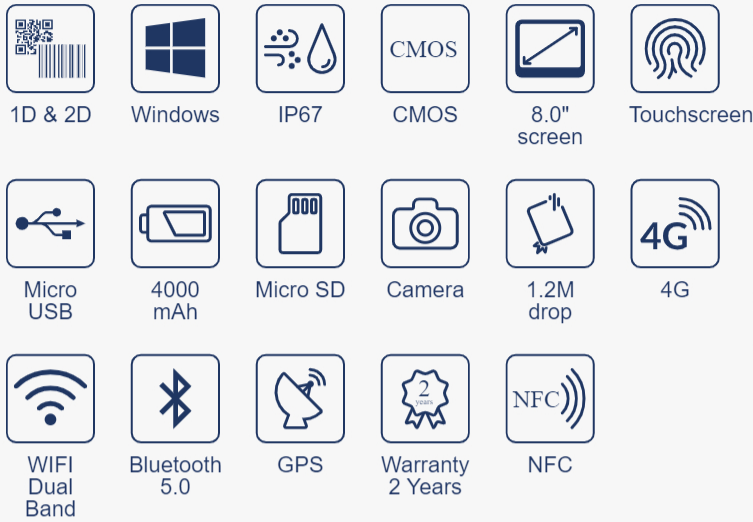 CMOS
1D & 2D
Windows
IP67
CMOS
8.0"
screen
Touchscreen
4G
Micro
USB
4000
mAh
Micro SD
Camera
1.2M
drop
4G
2
years
NFC
WIFI
Dual
Band
Bluetooth
5.0
GPS
Warranty
2 Years
NFC